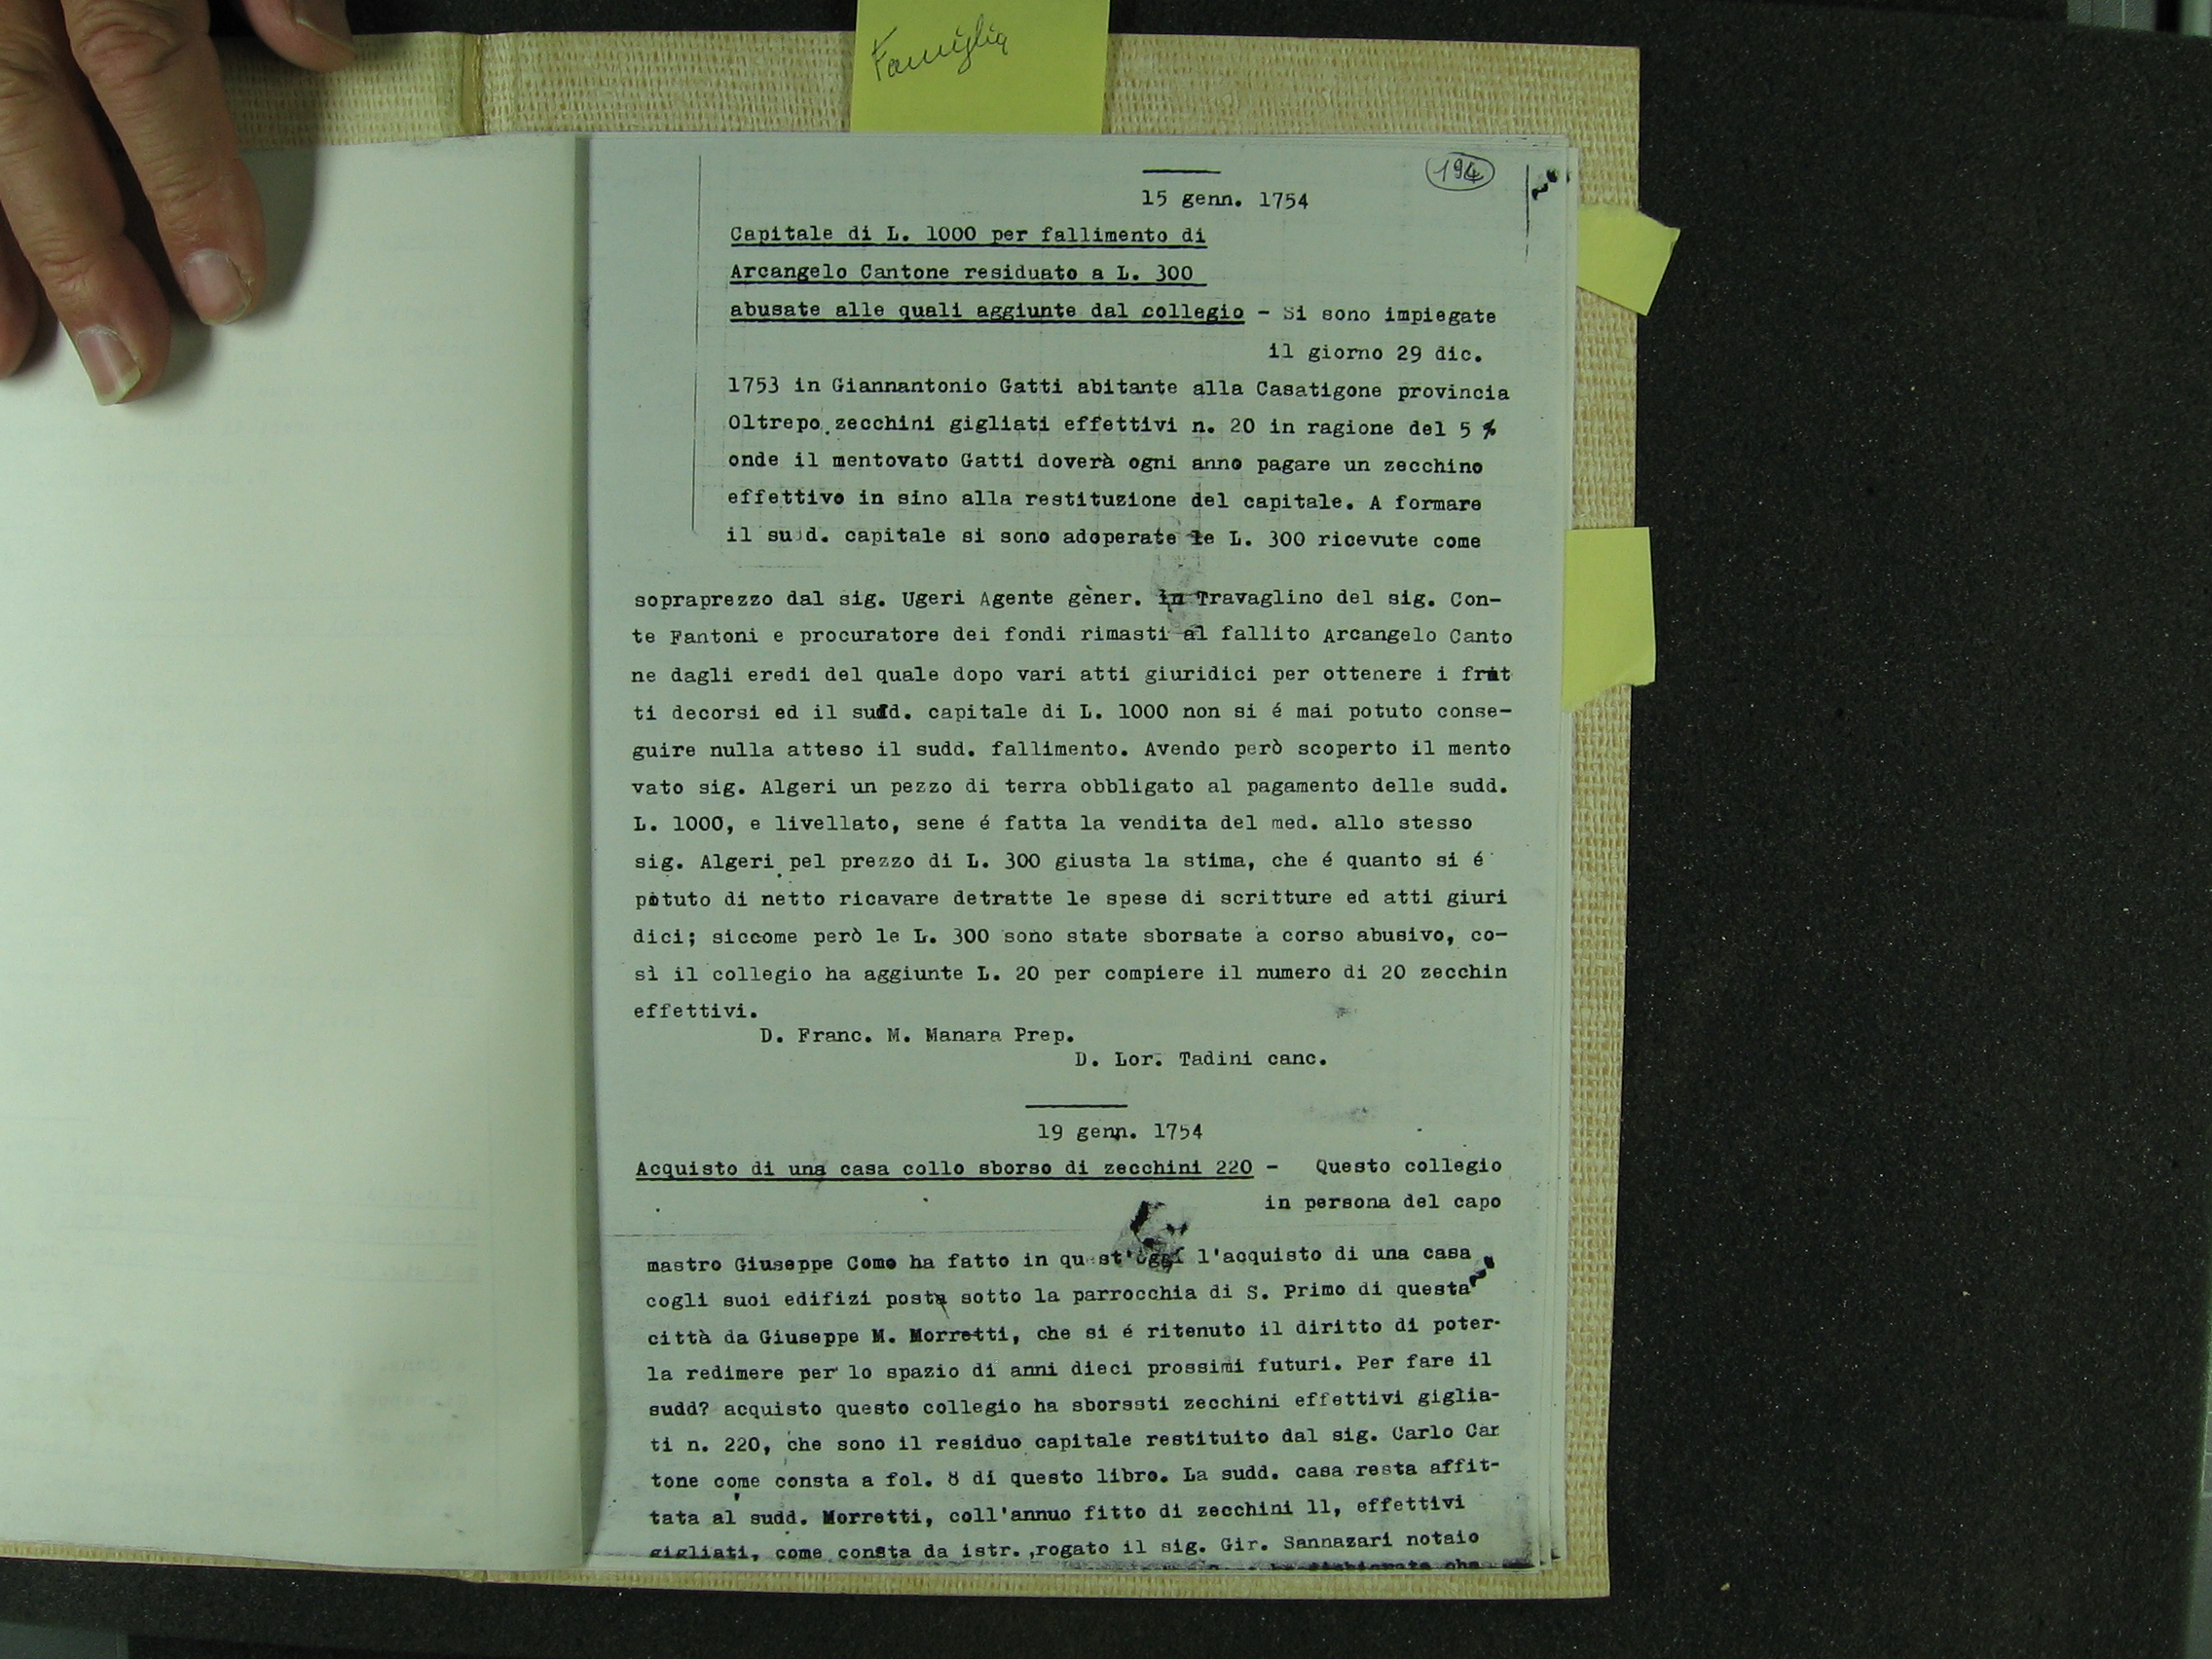 Famiglia
194
15 genn. 1754
Capitale di L. 1000 per fallimento di
Arcangelo Cantone residuato a L. 300
abusate alle quali aggiunte dal collegio - Si sono impiegate
il giorno 29 dic.
1753 in Giannantonio Gatti abitante alla Casatigone provincia
Oltrepo zecchini gigliati effettivi n. 20 in ragione del 5 %
onde il mentovato Gatti doverà ogni anno pagare un zecchino
effettivo in sino alla restituzione del capitale. A formare
il sudd. capitale si sono adoperate le L. 300 ricevute come
sopraprezzo dal sig. Ugeri Agente gèner. in Travaglino del sig. Con-
te Fantoni e procuratore dei fondi rimasti al fallito Arcangelo Canto
ne dagli eredi del quale dopo vari atti giuridici per ottenere i frut
ti decorsi ed il sudd. capitale di L. 1000 non si é mai potuto conse-
guire nulla atteso il sudd. fallimento. Avendo però scoperto il mento
vato sig. Algeri un pezzo di terra obbligato al pagamento delle sudd.
L. 1000, e livellato, sene é fatta la vendita del med. allo stesso
sig. Algeri pel prezzo di L. 300 giusta la stima, che é quanto si é
potuto di netto ricavare detratte le spese di scritture ed atti giuri
dici; siccome però le L. 300 sono state sborsate a corso abusivo, co-
sì il collegio ha aggiunte L. 20 per compiere il numero di 20 zecchin
effettivi.
D. Franc. M. Manara Prep.
D. Lor. Tadini canc.
19 genn. 1754
Acquisto di una casa collo sborso di zecchini 220 - Questo collegio
in persona del capo
mastro Giuseppe Como ha fatto in quest'oggi l'acquisto di una casa
cogli suoi edifizi posta sotto la parrocchia di S. Primo di questa
città da Giuseppe M. Morretti, che si é ritenuto il diritto di poter-
la redimere per lo spazio di anni dieci prossimi futuri. Per fare il
sudd? acquisto questo collegio ha sborssti zecchini effettivi giglia-
ti n. 220, che sono il residuo capitale restituito dal sig. Carlo Car
tone come consta a fol. 8 di questo libro. La sudd. casa resta affit-
tata al sudd. Morretti, coll'annuo fitto di zecchini 11, effettivi
gigliati, come consta da istr. ,rogato il sig. Gir. Sannazari notaio